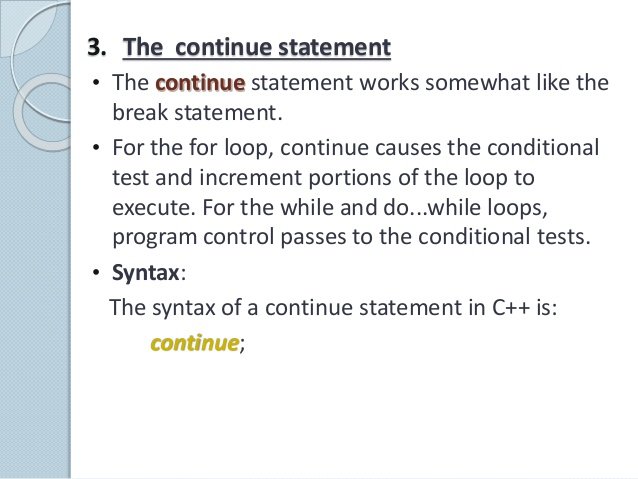 3. The continue statement
• The continue statement works somewhat like the
break statement.
• For the for loop, continue causes the conditional
test and increment portions of the loop to
execute. For the while and do...while loops,
program control passes to the conditional tests.
• Syntax:
The syntax of a continue statement in C++ is:
continue;